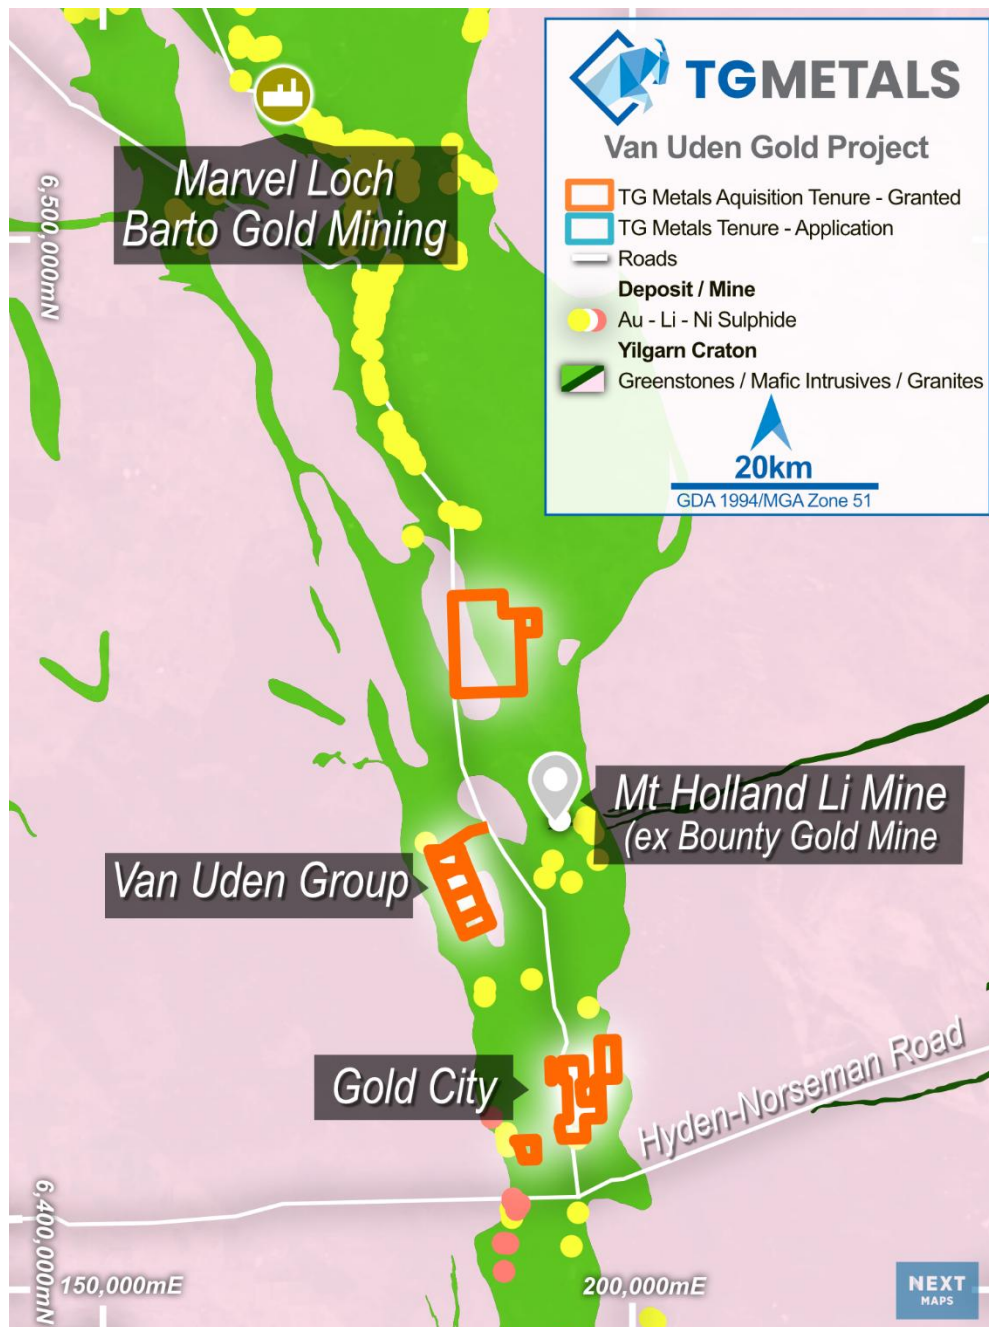 TGMETALS
Van Uden Gold Project
TG Metals Aquisition Tenure - Granted
TG Metals Tenure - Application
Roads
Deposit / Mine
Au - Li - Ni Sulphide
Yilgarn Craton
Greenstones / Mafic Intrusives / Granites
20km
GDA 1994/MGA Zone 51
Marvel Loch
Barto Gold Mining
6,500,000mN
Mt Holland Li Mine
(ex Bounty Gold Mine
Van Uden Group
Gold City
Hyden-Norseman Road
6,400,000mN
150,000mE
200,000mE
NEXT
MAPS